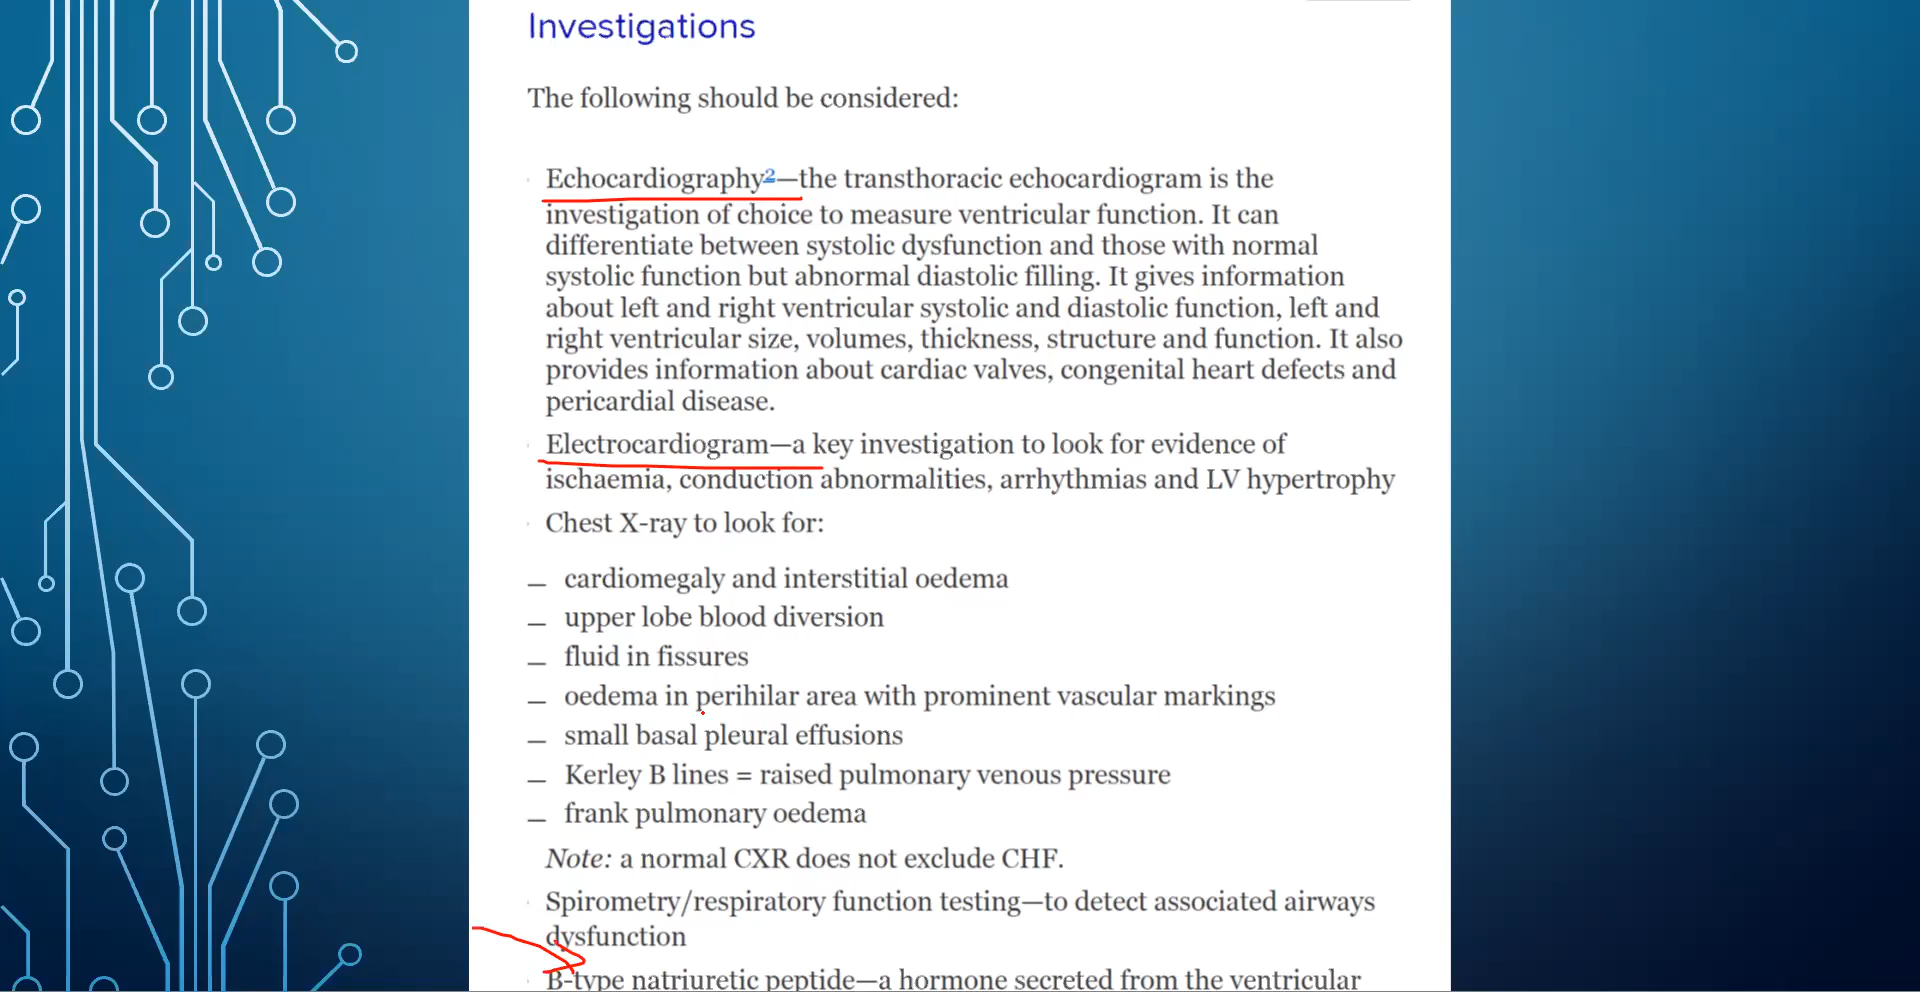 Investigations
The following should be considered:
Echocardiography2—the transthoracic echocardiogram is the
investigation of choice to measure ventricular function. It can
differentiate between systolic dysfunction and those with normal
systolic function but abnormal diastolic filling. It gives information
about left and right ventricular systolic and diastolic function, left and
right ventricular size, volumes, thickness, structure and function. It also
provides information about cardiac valves, congenital heart defects and
pericardial disease.
Electrocardiogram—a key investigation to look for evidence of
ischaemia, conduction abnormalities, arrhythmias and LV hypertrophy
Chest X-ray to look for:
— cardiomegaly and interstitial oedema
— upper lobe blood diversion
— fluid in fissures
— oedema in perihilar area with prominent vascular markings
— small basal pleural effusions
— Kerley B lines = raised pulmonary venous pressure
— frank pulmonary oedema
Note: a normal CXR does not exclude CHF.
Spirometry/respiratory function testing—to detect associated airways
dysfunction
B-type natriuretic peptide—a hormone secreted from the ventricular